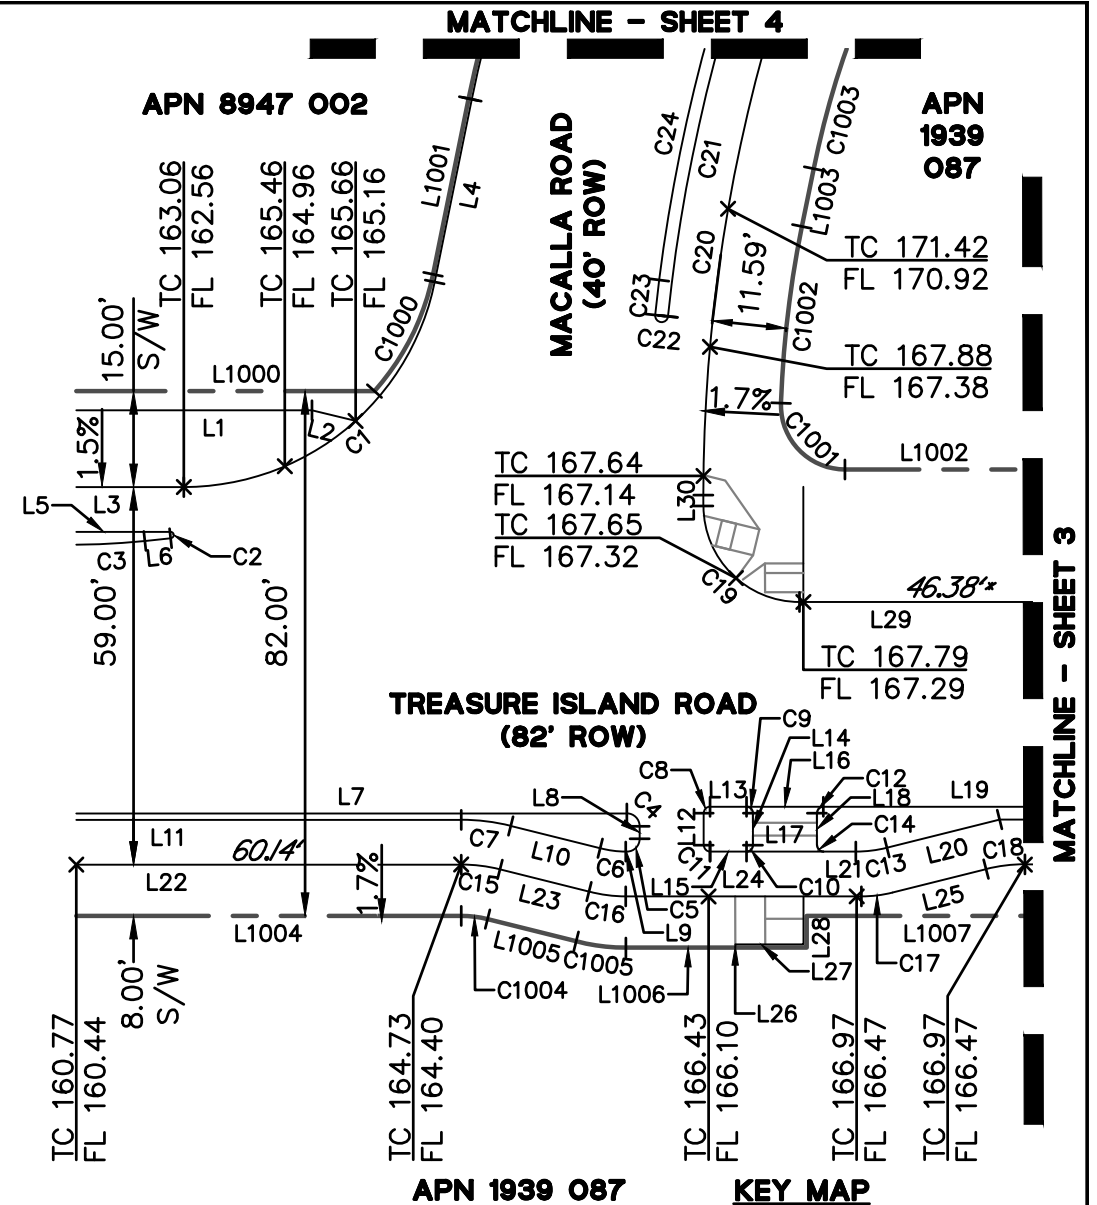 MATCHLINE - SHEET 4
APN 8947 002
APN
1939
087
MACALLA ROAD
(40' ROW)
C24
C21
C1003
L1001
L4
L1003
TC 163.06
FL 162.56
TC 165.46
FL 164.96
TC 165.66
FL 165.16
C20
11.59'
TC 171.42
FL 170.92
C23
C22
C1002
C1000
15.00'
S/W
L1000
TC 167.88
FL 167.38
1.7%
C1001
L1002
1.5%
L1
L2
C1
TC 167.64
FL 167.14
L30
TC 167.65
FL 167.32
L5
L3
C3
L6
C2
C19
46.38'*
L29
59.00'
82.00'
TC 167.79
FL 167.29
MATCHLINE - SHEET 3
TREASURE ISLAND ROAD
(82' ROW)
C9
L14
L16
C8
L13
C12
L18
L19
L7
L8
C4
L12
L17
C14
L11
C7
L10
C6
C11
L15
L24
C10
L21
C13
L20
C18
60.14'
L22
1.7%
C15
L23
C16
C5
L9
L25
L1004
L1005
C1005
L28
L1007
C17
L27
8.00'
S/W
C1004
L1006
L26
TC 160.77
FL 160.44
TC 164.73
FL 164.40
TC 166.43
FL 166.10
TC 166.97
FL 166.47
TC 166.97
FL 166.47
APN 1939 087
KEY MAP